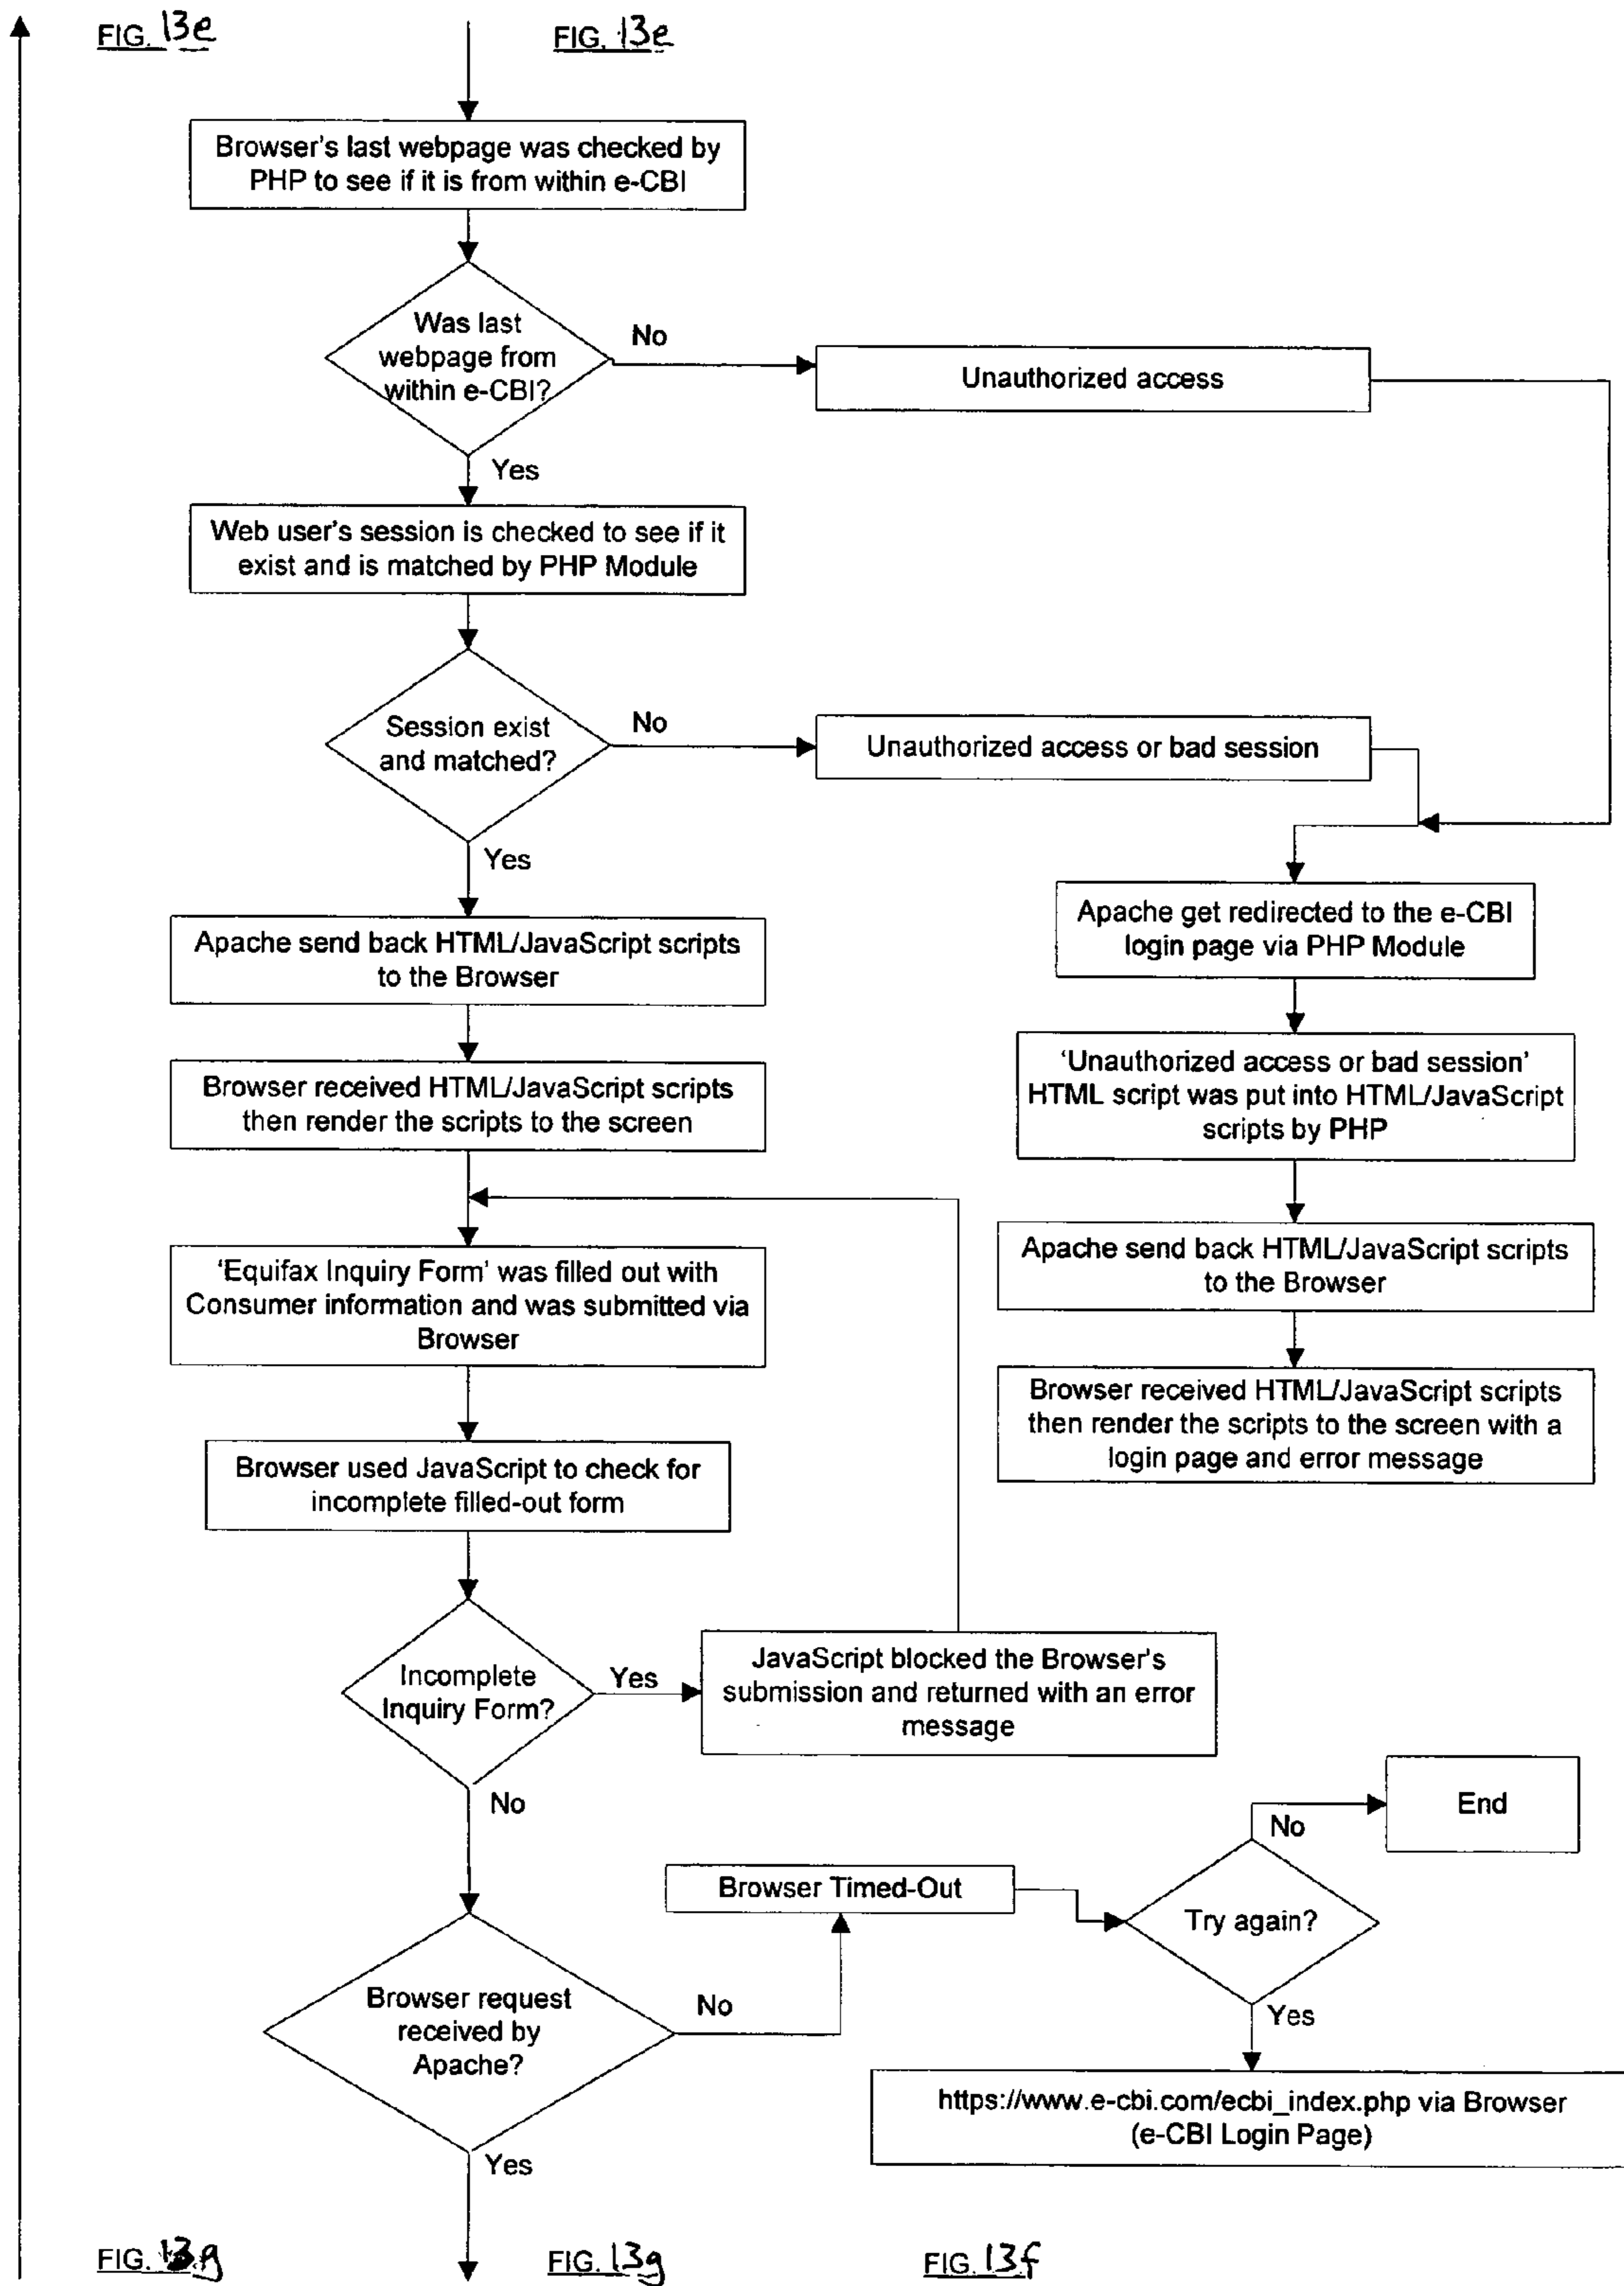 FIG. 13e
FIG. 13e
Browser's last webpage was checked by
PHP to see if it is from within e-CBI
Was last
webpage from
within e-CBI?
No
Unauthorized access
Yes
Web user's session is checked to see if it
exist and is matched by PHP Module
Session exist
and matched?
No
Unauthorized access or bad session
Yes
Apache send back HTML/JavaScript scripts
to the Browser
Apache get redirected to the e-CBI
login page via PHP Module
Browser received HTML/JavaScript scripts
then render the scripts to the screen
'Unauthorized access or bad session'
HTML script was put into HTML/JavaScript
scripts by PHP
'Equifax Inquiry Form' was filled out with
Consumer information and was submitted via
Browser
Apache send back HTML/JavaScript scripts
to the Browser
Browser received HTML/JavaScript scripts
then render the scripts to the screen with a
login page and error message
Browser used JavaScript to check for
incomplete filled-out form
Incomplete
Inquiry Form?
Yes
JavaScript blocked the Browser's
submission and returned with an error
message
No
End
No
Browser Timed-Out
Try again?
Browser request
received by
Apache?
No
Yes
https://www.e-cbi.com/ecbi_index.php via Browser
(e-CBI Login Page)
Yes
FIG. 13g
FIG. 13g
FIG. 13f